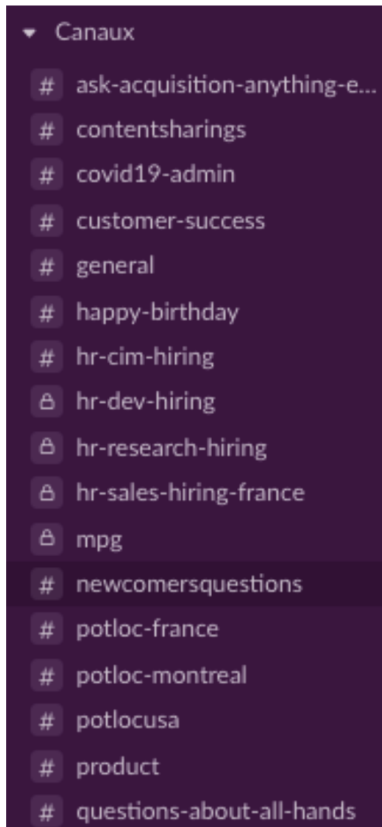 Canaux
# ask-acquisition-anything-e...
# contentsharings
# covid19-admin
# customer-success
# general
# happy-birthday
# hr-cim-hiring
hr-dev-hiring
hr-research-hiring
hr-sales-hiring-france
mpg
# newcomersquestions
# potloc-france
# potloc-montreal
# potlocusa
# product
# questions-about-all-hands